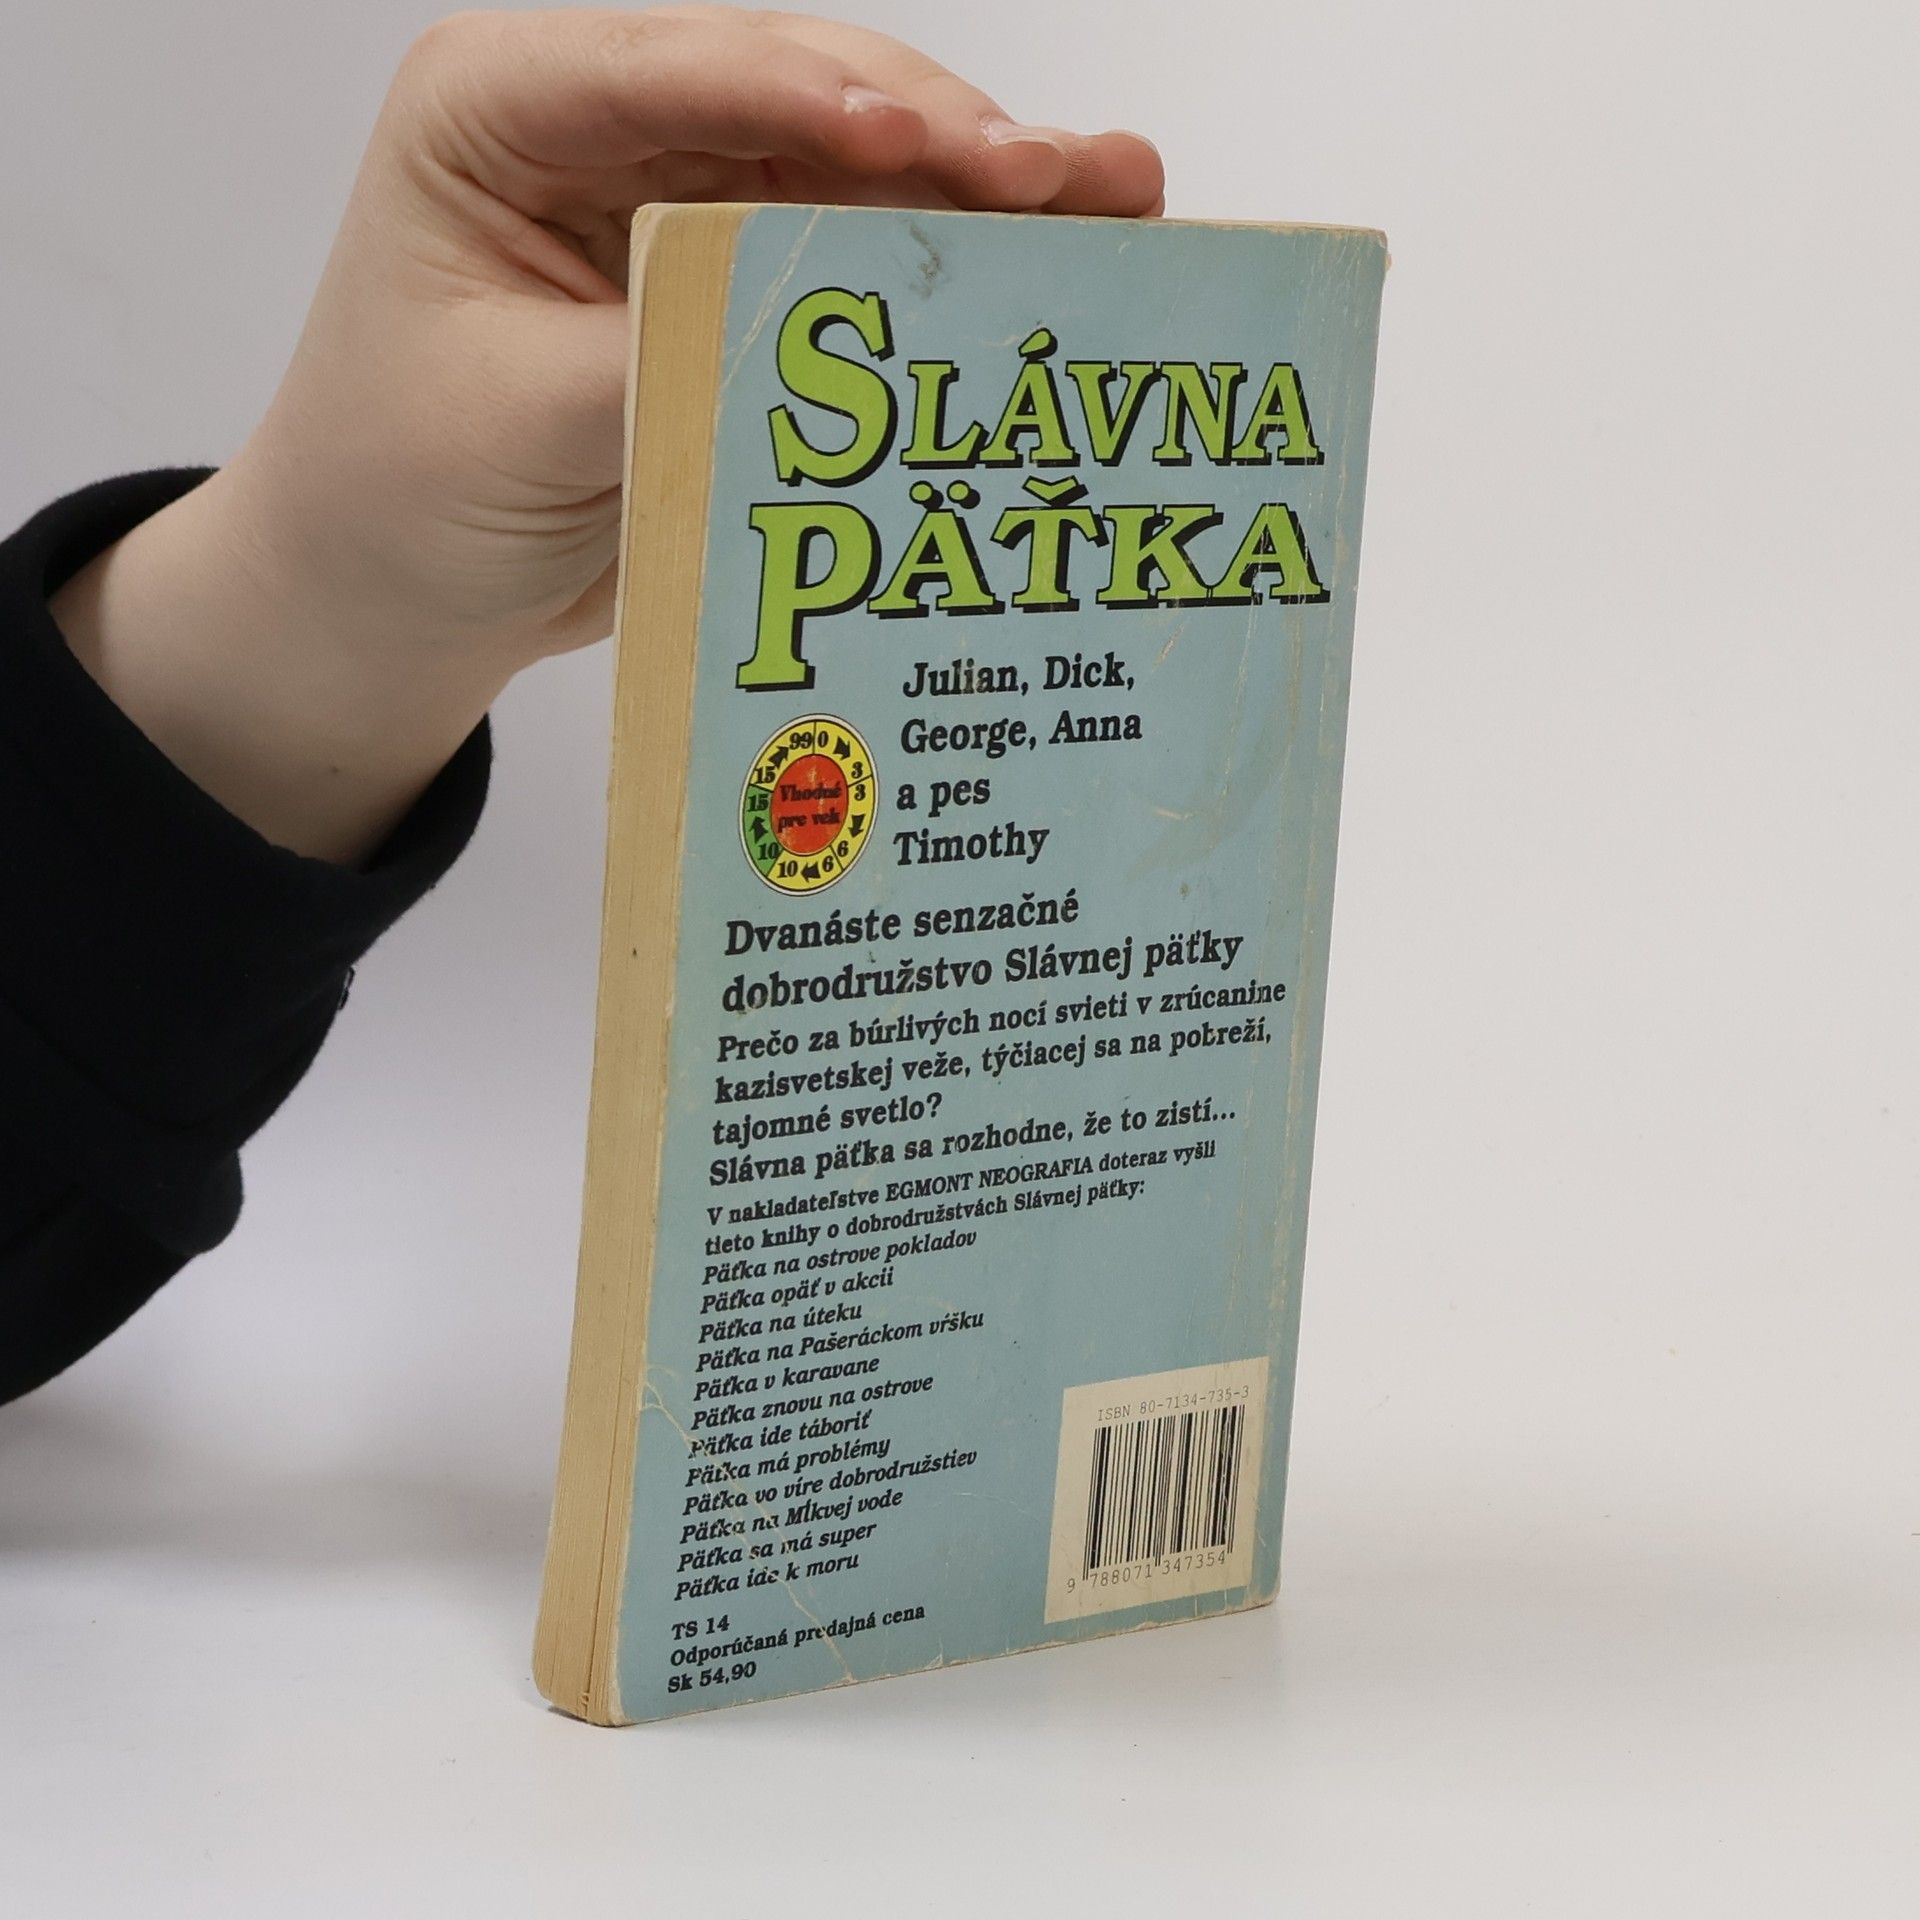 SLÁVNA
PÄŤKA
Julian, Dick,
George, Anna
a pes
Timothy
99 0 3 3 6 6 10 10 15 15
Vhodné
pre vek
Dvanáste senzačné
dobrodružstvo Slávnej päťky
Prečo za búrlivých nocí svieti v zrúcanine
kazisvetskej veže, týčiacej sa na pobreží,
tajomné svetlo?
Slávna päťka sa rozhodne, že to zistí...
V nakladateľstve EGMONT NEOGRAFIA doteraz vyšli
tieto knihy o dobrodružstvách Slávnej päťky:
Päťka na ostrove pokladov
Päťka opäť v akcii
Päťka na úteku
Päťka na Pašeráckom vŕšku
Päťka v karavane
Päťka znovu na ostrove
Päťka ide táboriť
Päťka má problémy
Päťka vo víre dobrodružstiev
Päťka na Mĺkvej vode
Päťka sa má super
Päťka ide k moru
TS 14
Odporúčaná predajná cena
Sk 54,90
ISBN 80-7134-735-3
9 788071 347354